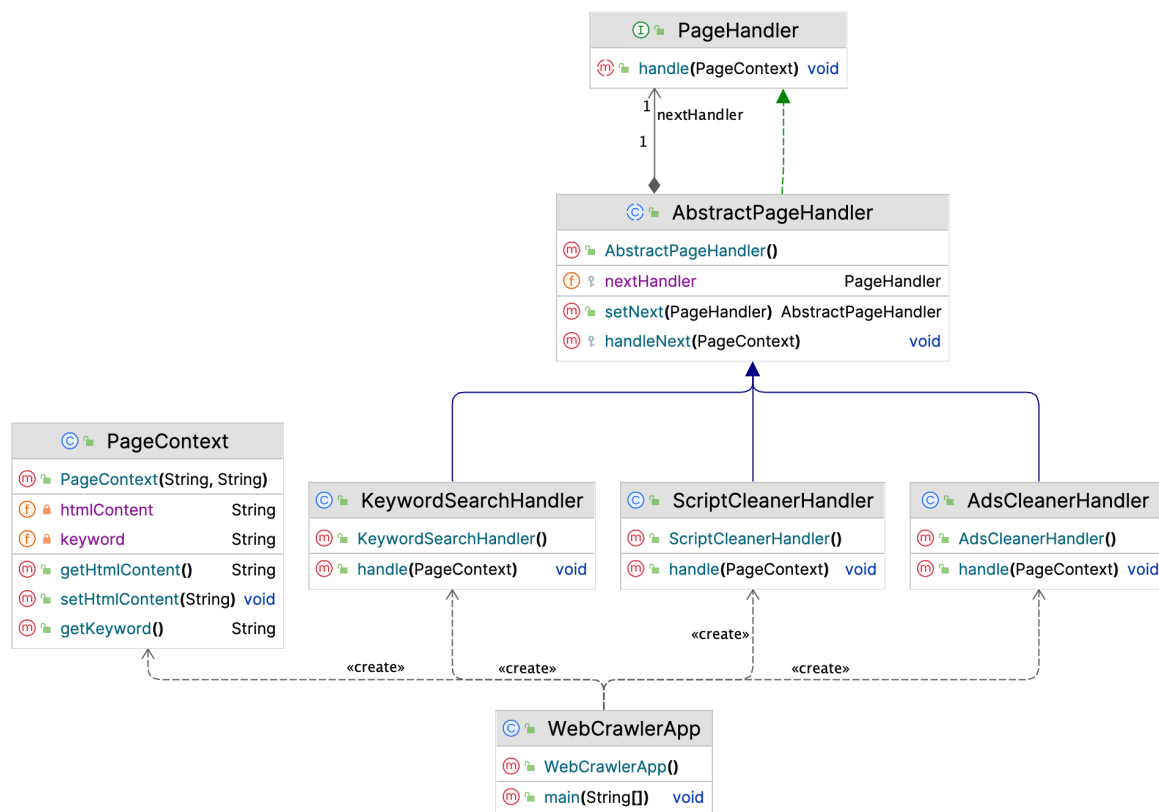 PageHandler
handle(PageContext) void
1
nextHandler
1
AbstractPageHandler
AbstractPageHandler()
nextHandler PageHandler
setNext(PageHandler) AbstractPageHandler
handleNext(PageContext) void
PageContext
PageContext(String, String)
htmlContent String
keyword String
getHtmlContent() String
setHtmlContent(String) void
getKeyword() String
KeywordSearchHandler
KeywordSearchHandler()
handle(PageContext) void
ScriptCleanerHandler
ScriptCleanerHandler()
handle(PageContext) void
AdsCleanerHandler
AdsCleanerHandler()
handle(PageContext) void
«create»
«create»
«create»
«create»
WebCrawlerApp
WebCrawlerApp()
main(String[]) void